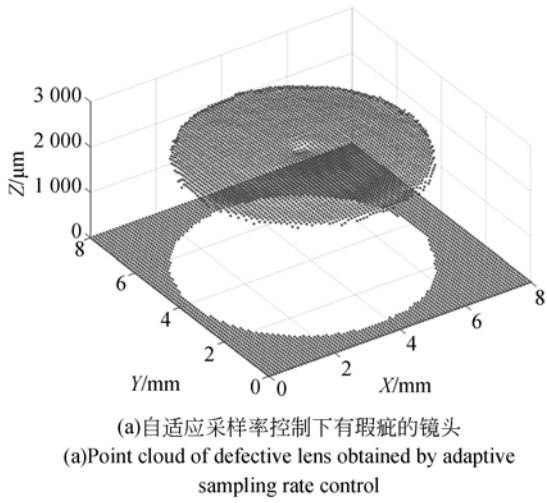 3 000
2 000
1 000
0
Z/μm
8
6
4
2
0
Y/mm
0
2
4
6
8
X/mm
(a)自适应采样率控制下有瑕疵的镜头
(a)Point cloud of defective lens obtained by adaptive
sampling rate control